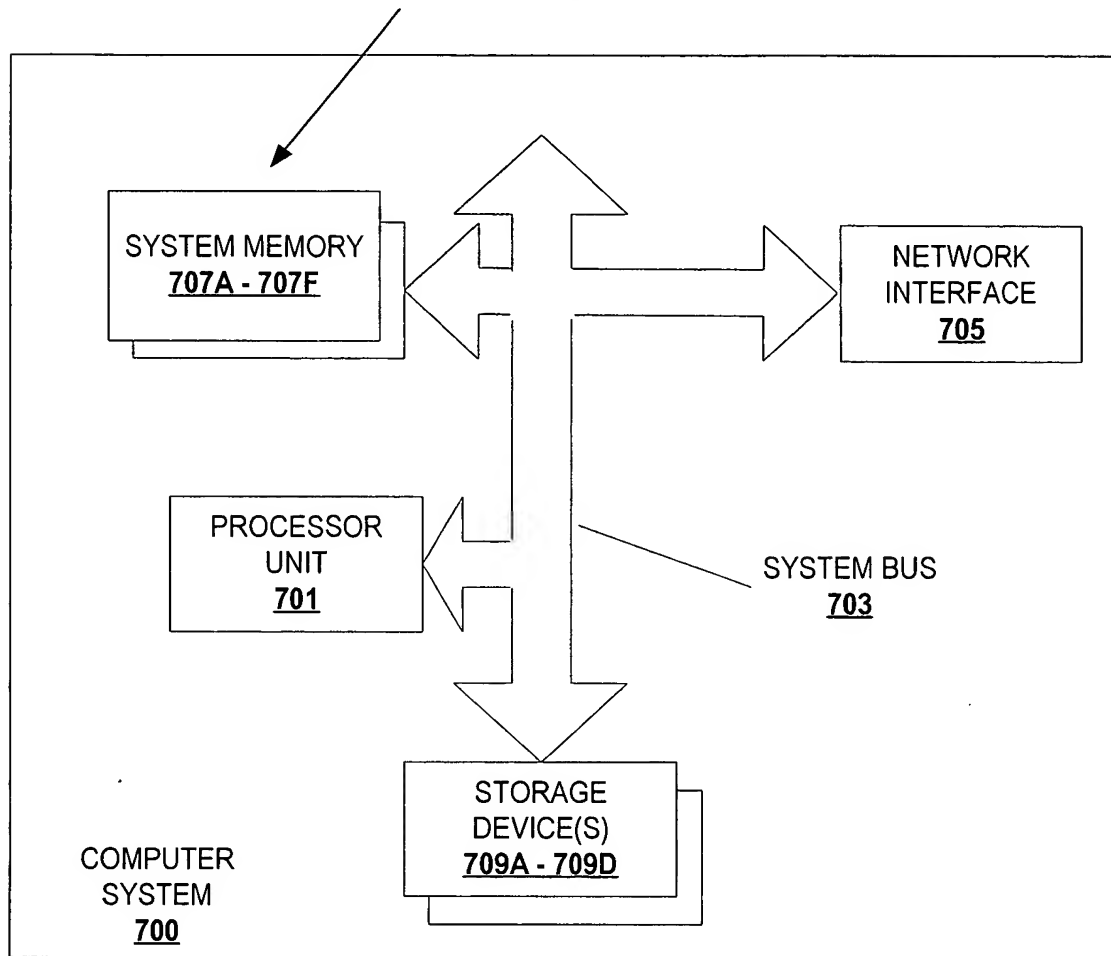 SYSTEM MEMORY
707A - 707F
NETWORK
INTERFACE
705
PROCESSOR
UNIT
701
SYSTEM BUS
703
STORAGE
DEVICE(S)
709A - 709D
COMPUTER
SYSTEM
700